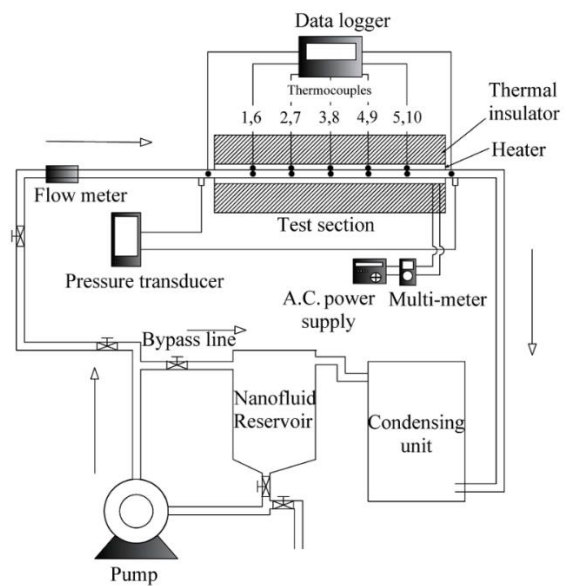 Data logger
Thermocouples
1,6 2,7 3,8 4,9 5,10
Thermal
insulator
Heater
Flow meter
Test section
Pressure transducer
A.C. power
supply
Multi-meter
Bypass line
Nanofluid
Reservoir
Condensing
unit
Pump